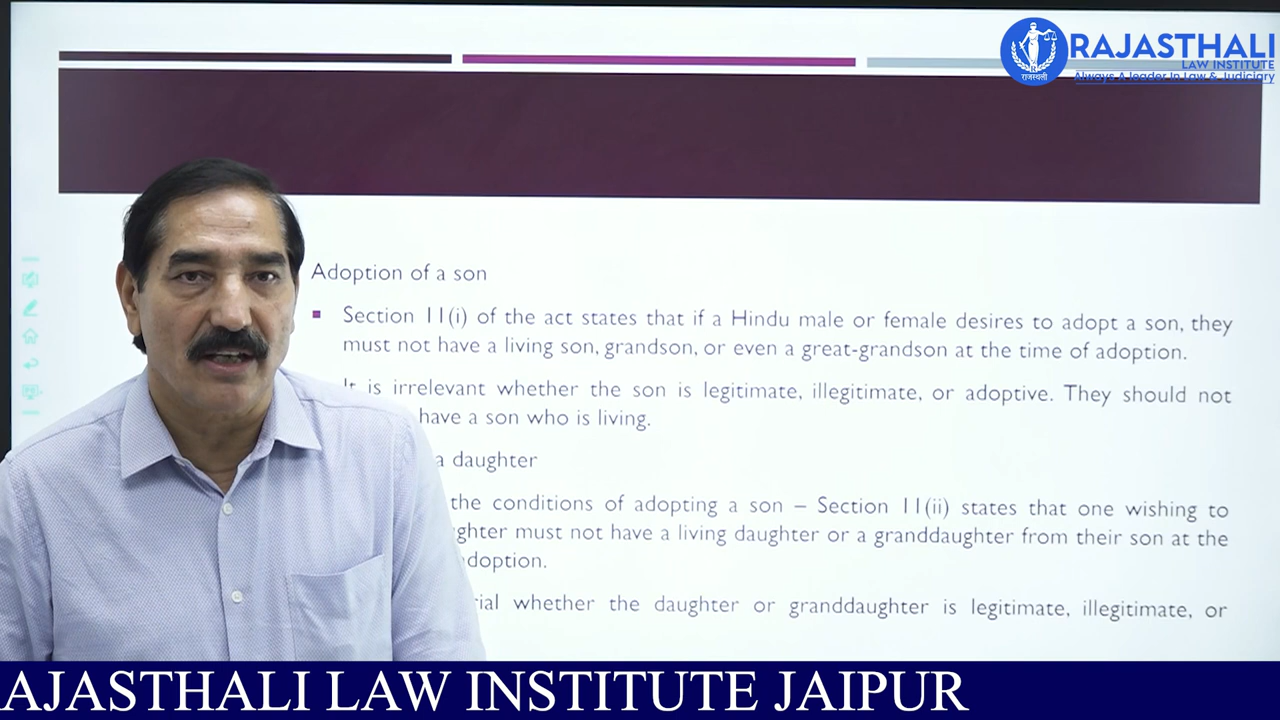 RAJASTHALI
LAW INSTITUTE
Always A leader In Law & Judiciary
राजस्थली
Adoption of a son
Section 11(i) of the act states that if a Hindu male or female desires to adopt a son, they
must not have a living son, grandson, or even a great-grandson at the time of adoption.
It is irrelevant whether the son is legitimate, illegitimate, or adoptive. They should not
have a son who is living.
a daughter
the conditions of adopting a son – Section 11(ii) states that one wishing to
ghter must not have a living daughter or a granddaughter from their son at the
doption.
rial whether the daughter or granddaughter is legitimate, illegitimate, or
AJASTHALI LAW INSTITUTE JAIPUR